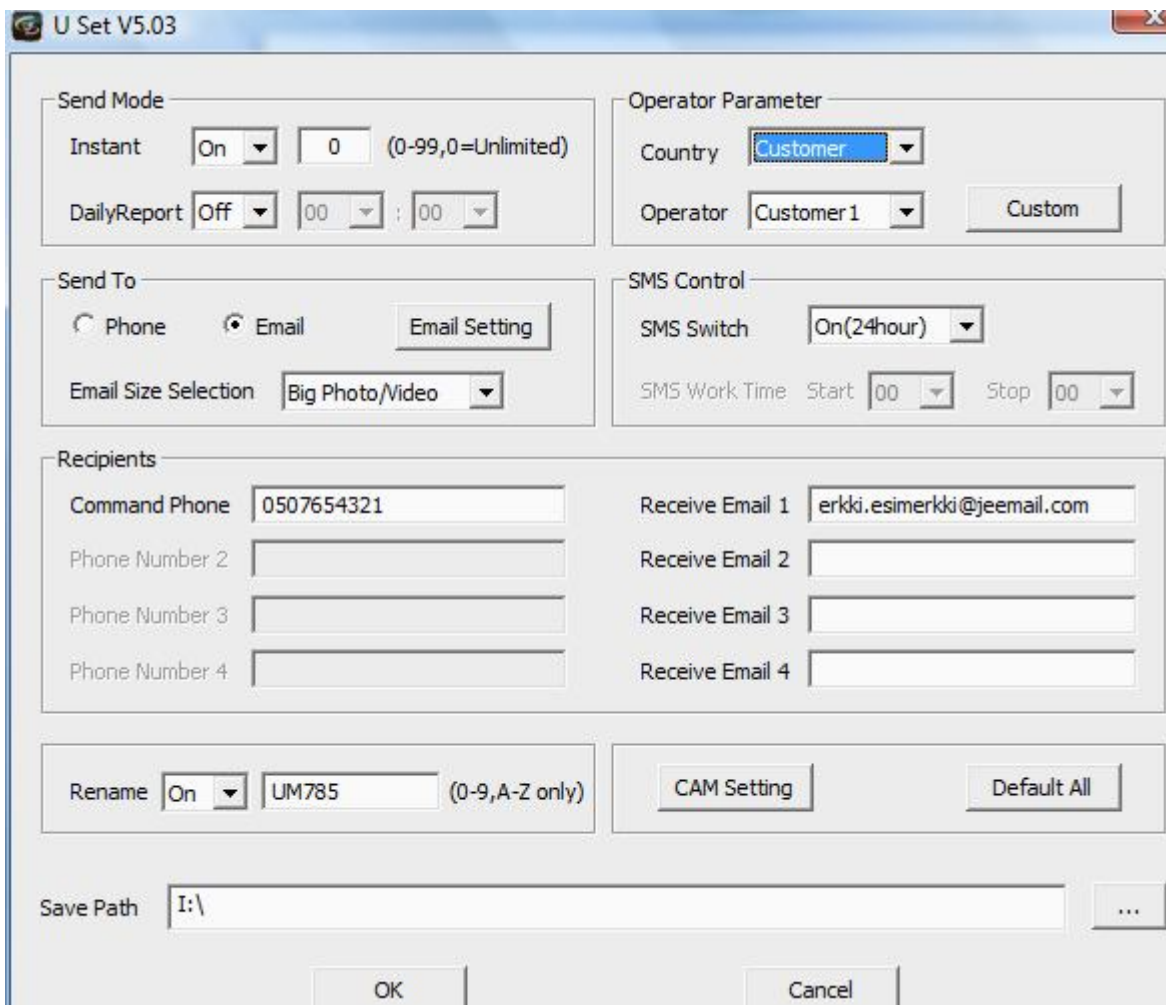 U Set V5.03
Send Mode
Instant On 0 (0-99,0=Unlimited)
DailyReport Off 00 : 00
Operator Parameter
Country Customer
Operator Customer1 Custom
Send To
Phone Email Email Setting
Email Size Selection Big Photo/Video
SMS Control
SMS Switch On(24hour)
SMS Work Time Start 00 Stop 00
Recipients
Command Phone 0507654321 Receive Email 1 erkki.esimerkki@jeemail.com
Phone Number 2 Receive Email 2
Phone Number 3 Receive Email 3
Phone Number 4 Receive Email 4
Rename On UM785 (0-9,A-Z only)
CAM Setting Default All
Save Path I:\ ...
OK Cancel